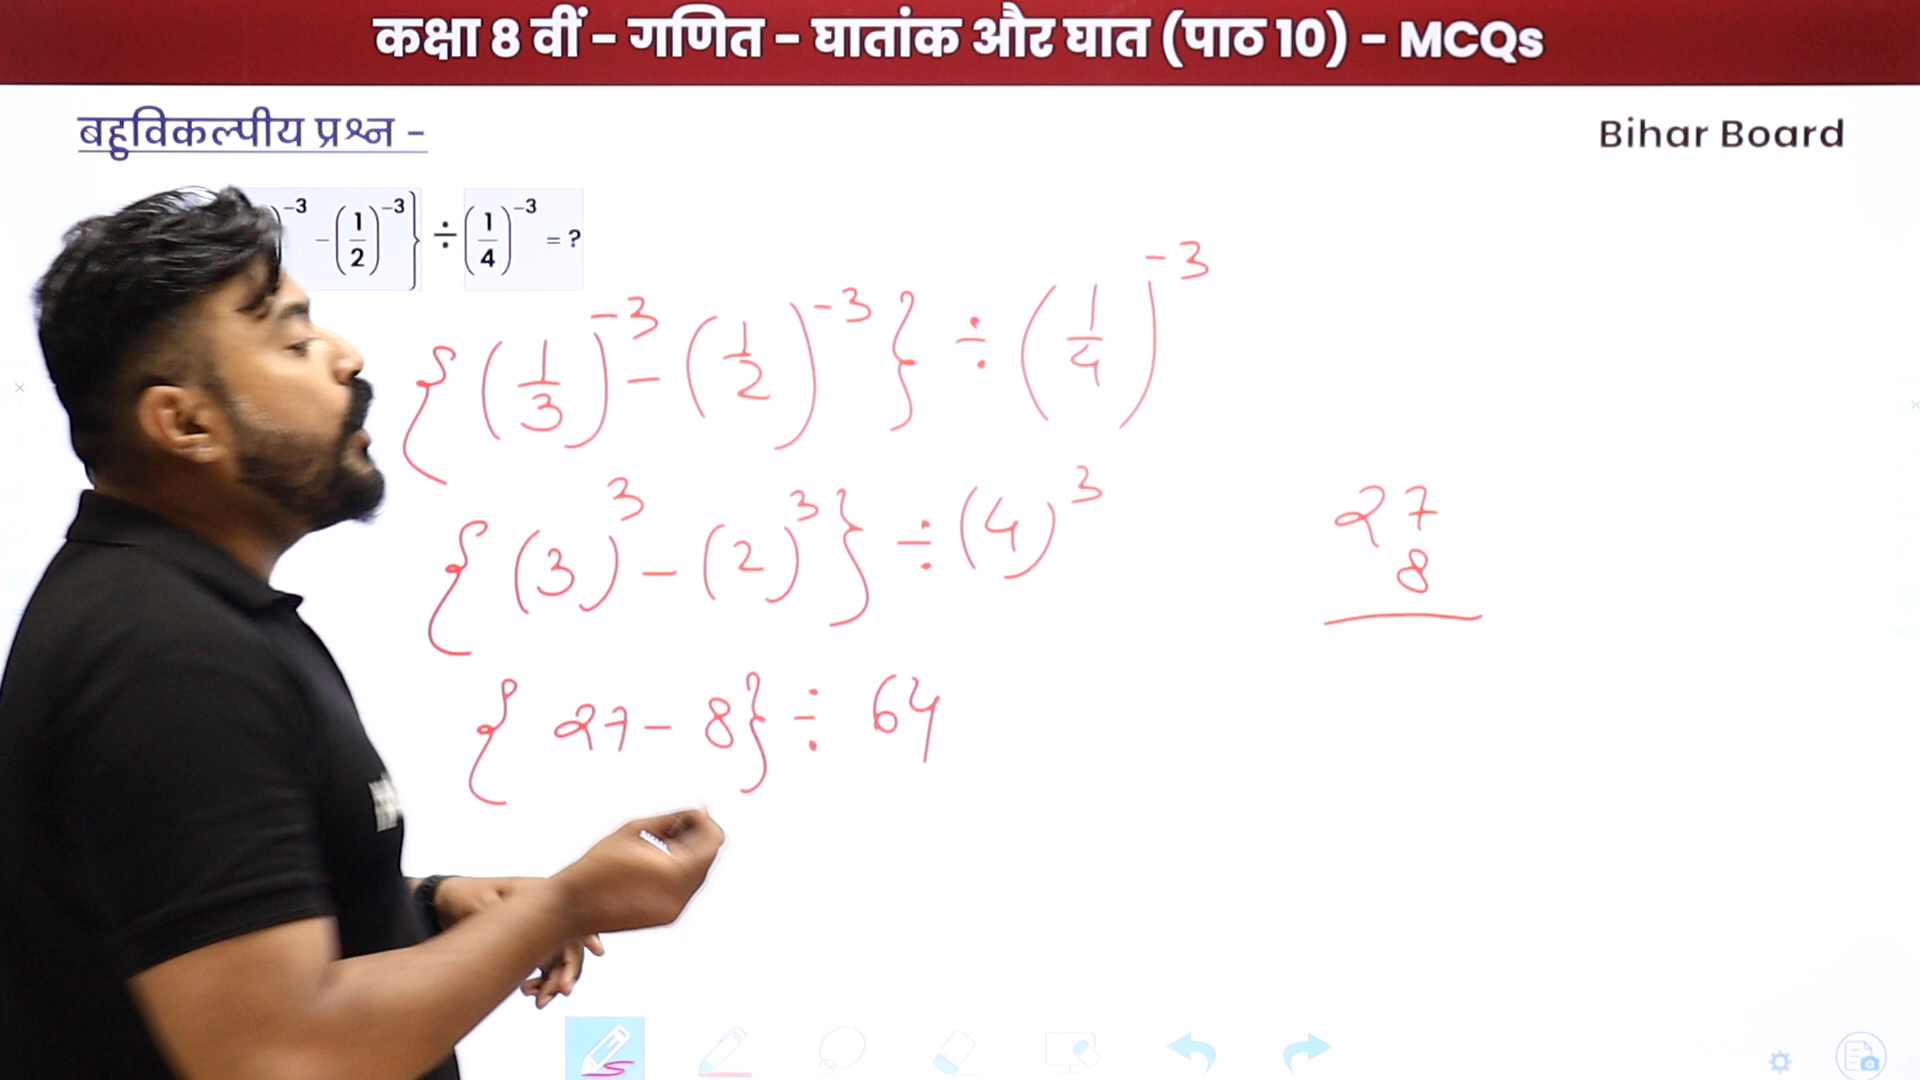 कक्षा 8 वीं – गणित – घातांक और घात (पाठ 10) – MCQs
बहुविकल्पीय प्रश्न –
Bihar Board
)⁻³ – (1/2)⁻³} ÷ (1/4)⁻³ = ?
{(1/3)⁻³ – (1/2)⁻³} ÷ (1/4)⁻³
{(3)³ – (2)³} ÷ (4)³
27
8
{27 – 8} ÷ 64